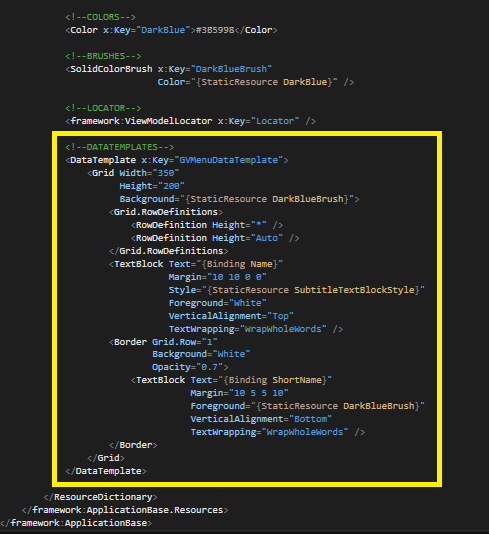 <!--COLORS-->
<Color x:Key="DarkBlue">#3B5998</Color>
<!--BRUSHES-->
<SolidColorBrush x:Key="DarkBlueBrush"
Color="{StaticResource DarkBlue}" />
<!--LOCATOR-->
<framework:ViewModelLocator x:Key="Locator" />
<!--DATATEMPLATES-->
<DataTemplate x:Key="GVMenuDataTemplate">
<Grid Width="350"
Height="200"
Background="{StaticResource DarkBlueBrush}">
<Grid.RowDefinitions>
<RowDefinition Height="*" />
<RowDefinition Height="Auto" />
</Grid.RowDefinitions>
<TextBlock Text="{Binding Name}"
Margin="10 10 0 0"
Style="{StaticResource SubtitleTextBlockStyle}"
Foreground="White"
VerticalAlignment="Top"
TextWrapping="WrapWholeWords" />
<Border Grid.Row="1"
Background="White"
Opacity="0.7">
<TextBlock Text="{Binding ShortName}"
Margin="10 5 5 10"
Foreground="{StaticResource DarkBlueBrush}"
VerticalAlignment="Bottom"
TextWrapping="WrapWholeWords" />
</Border>
</Grid>
</DataTemplate>
</ResourceDictionary>
</framework:ApplicationBase.Resources>
</framework:ApplicationBase>